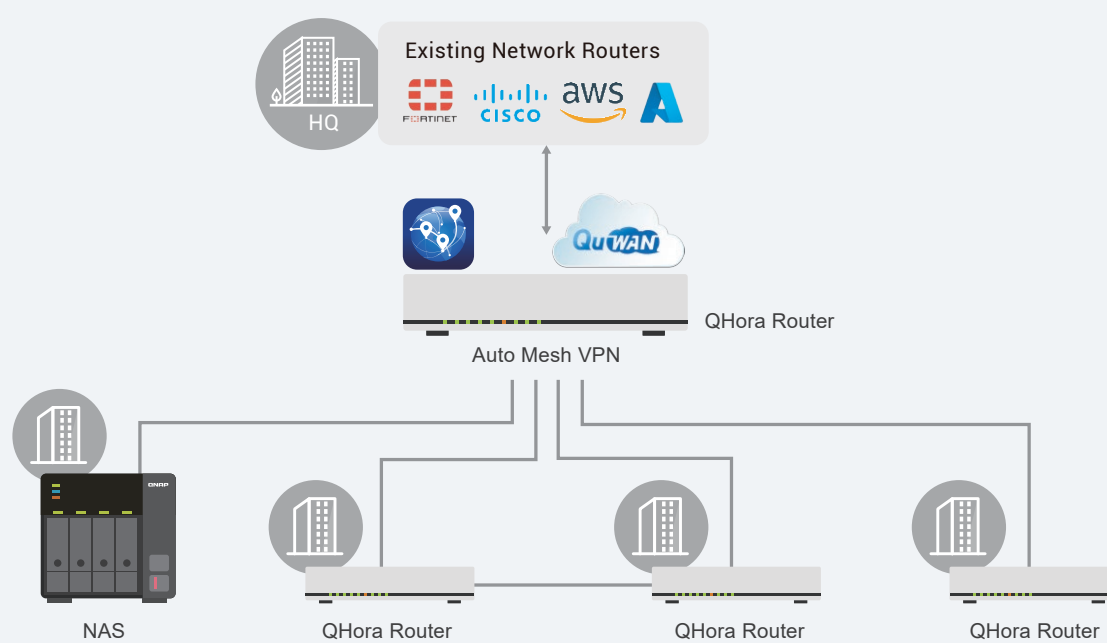 Existing Network Routers
HQ
FORTINET
CISCO
aws
QuWAN
QHora Router
Auto Mesh VPN
QNAP
NAS
QHora Router
QHora Router
QHora Router